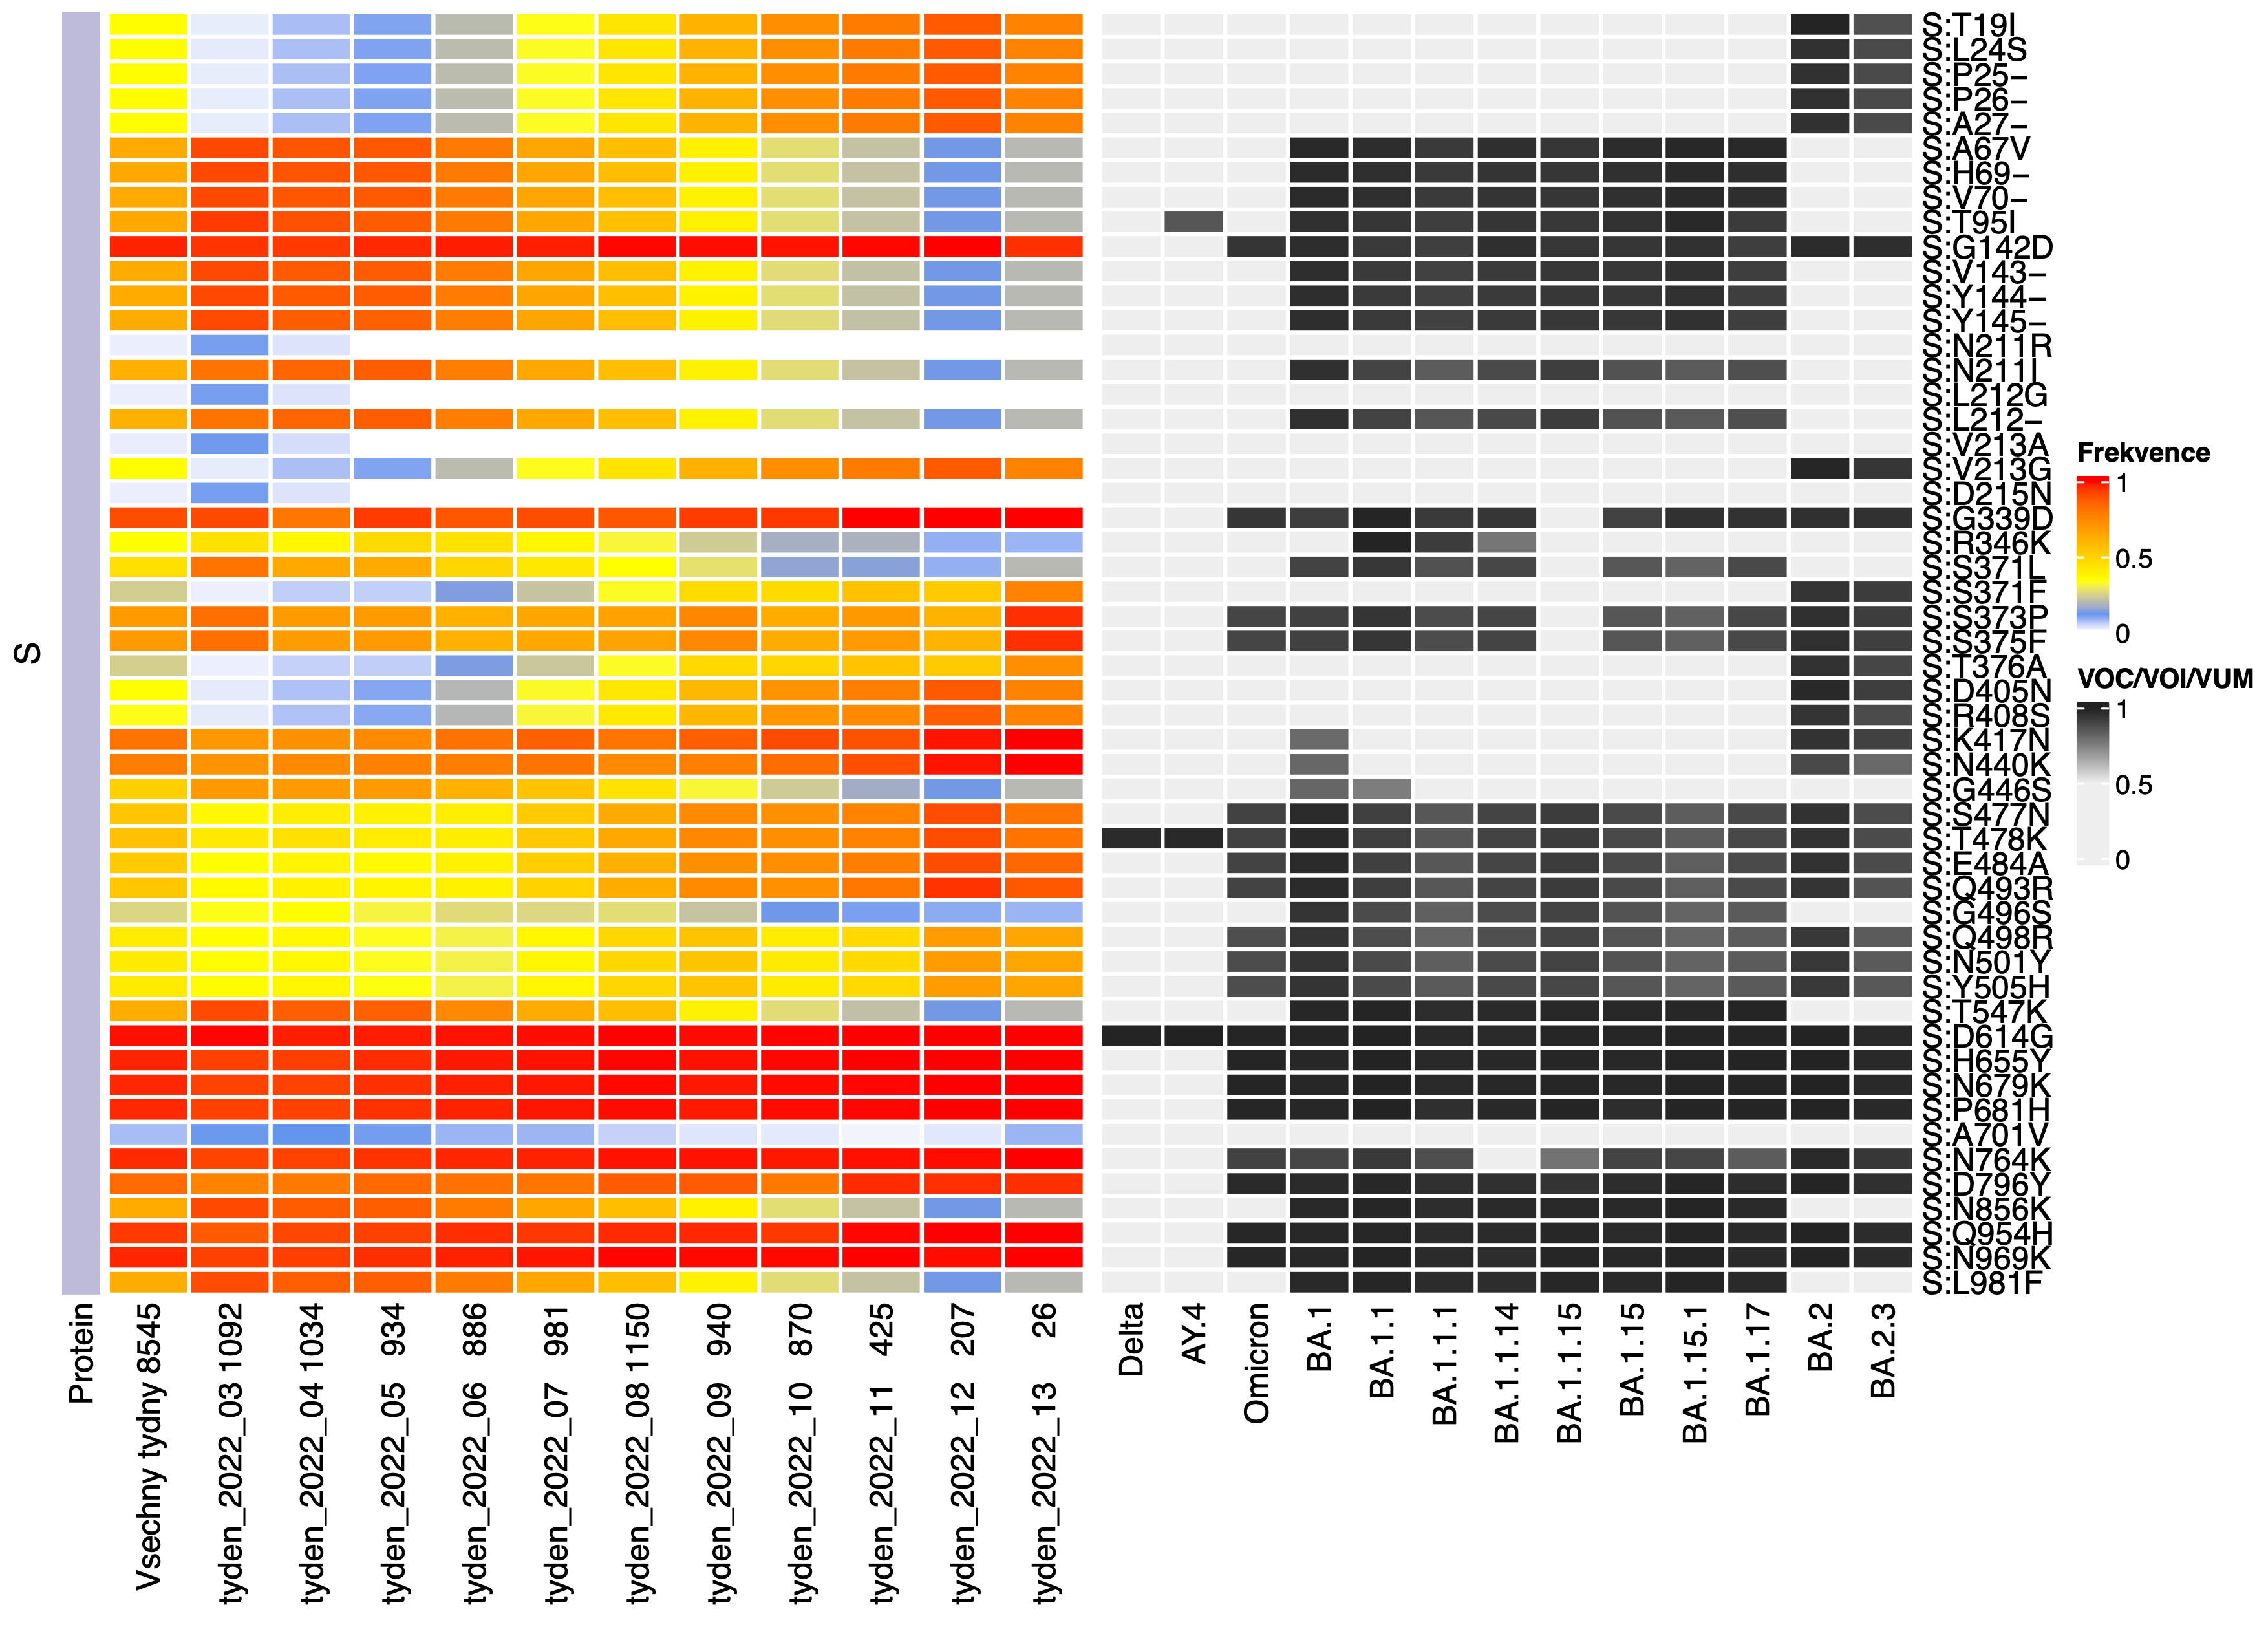 S
S:T19I
S:L24S
S:P25−
S:P26−
S:A27−
S:A67V
S:H69−
S:V70−
S:T95I
S:G142D
S:V143−
S:Y144−
S:Y145−
S:N211R
S:N211I
S:L212G
S:L212−
S:V213A
S:V213G
S:D215N
S:G339D
S:R346K
S:S371L
S:S371F
S:S373P
S:S375F
S:T376A
S:D405N
S:R408S
S:K417N
S:N440K
S:G446S
S:S477N
S:T478K
S:E484A
S:Q493R
S:G496S
S:Q498R
S:N501Y
S:Y505H
S:T547K
S:D614G
S:H655Y
S:N679K
S:P681H
S:A701V
S:N764K
S:D796Y
S:N856K
S:Q954H
S:N969K
S:L981F
Frekvence
1
0.5
0
VOC/VOI/VUM
1
0.5
0
Protein
Vsechny tydny 8545
tyden_2022_03 1092
tyden_2022_04 1034
tyden_2022_05 934
tyden_2022_06 886
tyden_2022_07 981
tyden_2022_08 1150
tyden_2022_09 940
tyden_2022_10 870
tyden_2022_11 425
tyden_2022_12 207
tyden_2022_13 26
Delta
AY.4
Omicron
BA.1
BA.1.1
BA.1.1.1
BA.1.1.14
BA.1.1.15
BA.1.15
BA.1.15.1
BA.1.17
BA.2
BA.2.3